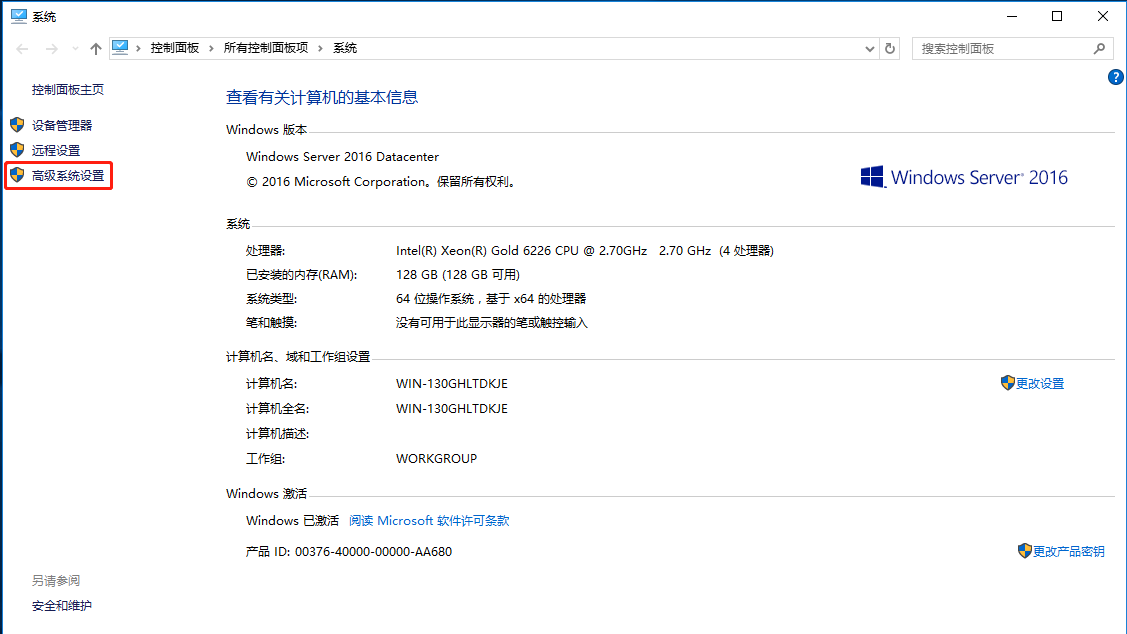 系统
控制面板 › 所有控制面板项 › 系统
搜索控制面板
控制面板主页
设备管理器
远程设置
高级系统设置
查看有关计算机的基本信息
Windows 版本
Windows Server 2016 Datacenter
© 2016 Microsoft Corporation。保留所有权利。
Windows Server® 2016
系统
处理器: Intel(R) Xeon(R) Gold 6226 CPU @ 2.70GHz 2.70 GHz (4 处理器)
已安装的内存(RAM): 128 GB (128 GB 可用)
系统类型: 64 位操作系统，基于 x64 的处理器
笔和触摸: 没有可用于此显示器的笔或触控输入
计算机名、域和工作组设置
计算机名: WIN-130GHLTDKJE
更改设置
计算机全名: WIN-130GHLTDKJE
计算机描述:
工作组: WORKGROUP
Windows 激活
Windows 已激活 阅读 Microsoft 软件许可条款
产品 ID: 00376-40000-00000-AA680
更改产品密钥
另请参阅
安全和维护